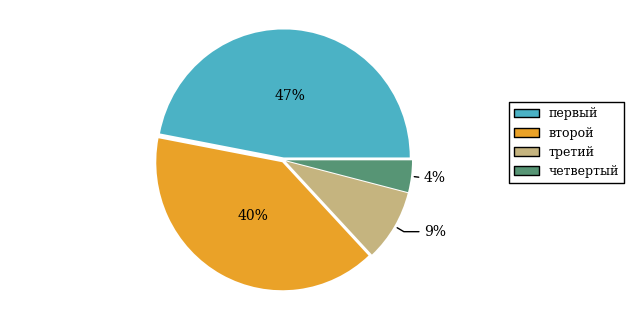 47%
40%
4%
9%
первый
второй
третий
четвертый